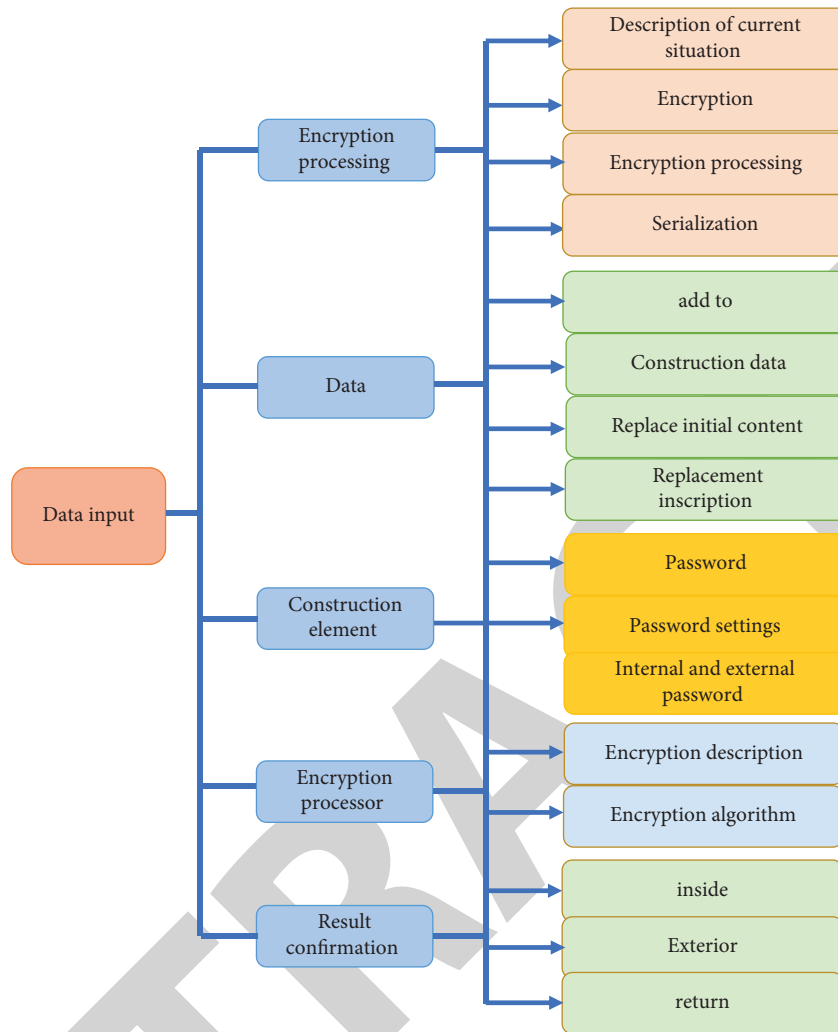 Data input
Encryption
processing
Data
Construction
element
Encryption
processor
Result
confirmation
Description of current
situation
Encryption
Encryption processing
Serialization
add to
Construction data
Replace initial content
Replacement
inscription
Password
Password settings
Internal and external
password
Encryption description
Encryption algorithm
inside
Exterior
return